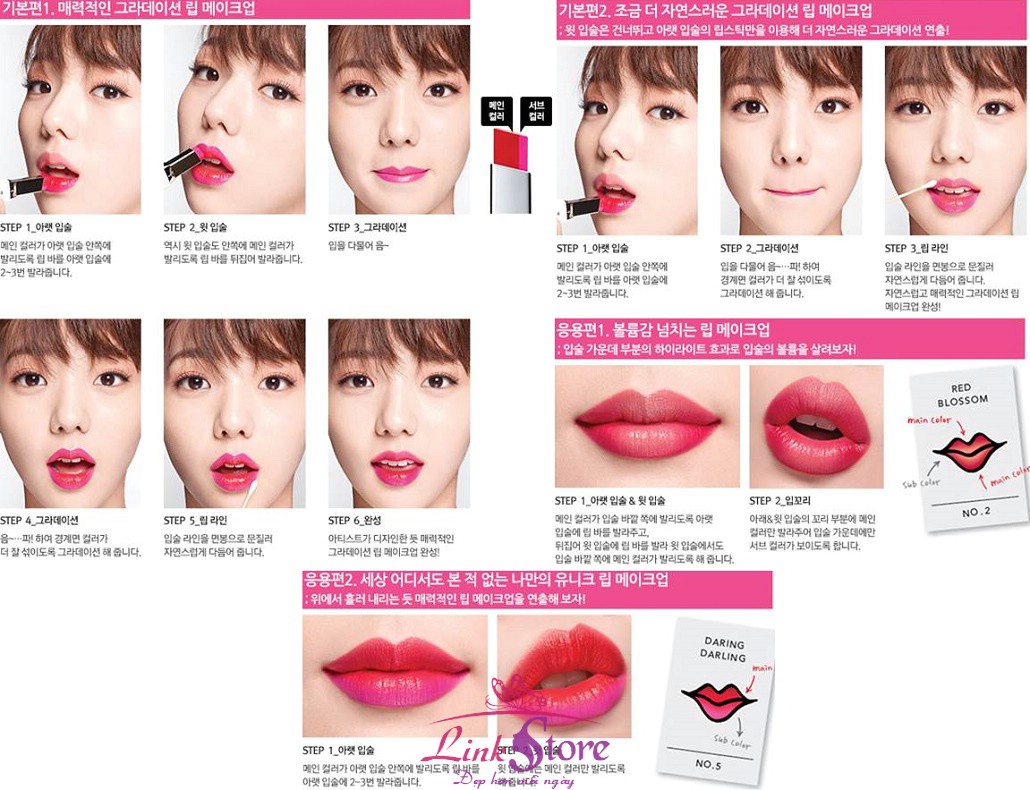 기본편1. 매력적인 그라데이션 립 메이크업
STEP 1_아랫 입술
메인 컬러가 아랫 입술 안쪽에
발리도록 립 바를 아랫 입술에
2~3번 발라줍니다.
STEP 2_윗 입술
역시 윗 입술도 안쪽에 메인 컬러가
발리도록 립 바를 뒤집어 발라줍니다.
STEP 3_그라데이션
입을 다물어 음~
메인
컬러
서브
컬러
STEP 4_그라데이션
음~…파! 하여 경계면 컬러가
더 잘 섞이도록 그라데이션 해 줍니다.
STEP 5_립 라인
입술 라인을 면봉으로 문질러
자연스럽게 다듬어 줍니다.
STEP 6_완성
아티스트가 디자인한 듯 매력적인
그라데이션 립 메이크업 완성!
기본편2. 조금 더 자연스러운 그라데이션 립 메이크업
; 윗 입술은 건너뛰고 아랫 입술의 립스틱만을 이용해 더 자연스러운 그라데이션 연출!
STEP 1_아랫 입술
메인 컬러가 아랫 입술 안쪽에
발리도록 립 바를 아랫 입술에
2~3번 발라줍니다.
STEP 2_그라데이션
입을 다물어 음~…파! 하여
경계면 컬러가 더 잘 섞이도록
그라데이션 해 줍니다.
STEP 3_립 라인
입술 라인을 면봉으로 문질러
자연스럽게 다듬어 줍니다.
자연스럽고 매력적인 그라데이션 립
메이크업 완성!
응용편1. 볼륨감 넘치는 립 메이크업
; 입술 가운데 부분의 하이라이트 효과로 입술의 볼륨을 살려보자!
STEP 1_아랫 입술 & 윗 입술
메인 컬러가 입술 바깥 쪽에 발리도록 아랫
입술에 립 바를 발라주고,
뒤집어 윗 입술에 립 바를 발라 윗 입술에서도
입술 바깥 쪽에 메인 컬러가 발리도록 해 줍니다.
STEP 2_입꼬리
아래&윗 입술의 꼬리 부분에 메인
컬러만 발라주어 입술 가운데에만
서브 컬러가 보이도록 합니다.
RED
BLOSSOM
main color
sub color
main color
NO.2
응용편2. 세상 어디서도 본 적 없는 나만의 유니크 립 메이크업
; 위에서 흘러 내리는 듯 매력적인 립 메이크업을 연출해 보자!
STEP 1_아랫 입술
메인 컬러가 아랫 입술 안쪽에 발리도록 립 바를
아랫 입술에 2~3번 발라줍니다.
STEP 2_윗 입술
윗 입술에는 메인 컬러만 발라도록
해줍니다.
DARING
DARLING
main
sub color
NO.5
Link Store
Đẹp hơn mỗi ngày